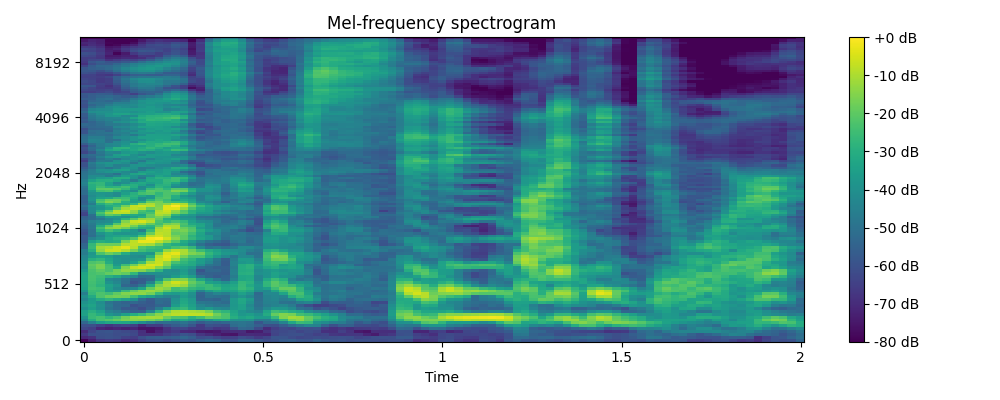 Mel-frequency spectrogram
8192
4096
2048
1024
512
0
Hz
0
0.5
1
1.5
2
Time
+0 dB
-10 dB
-20 dB
-30 dB
-40 dB
-50 dB
-60 dB
-70 dB
-80 dB